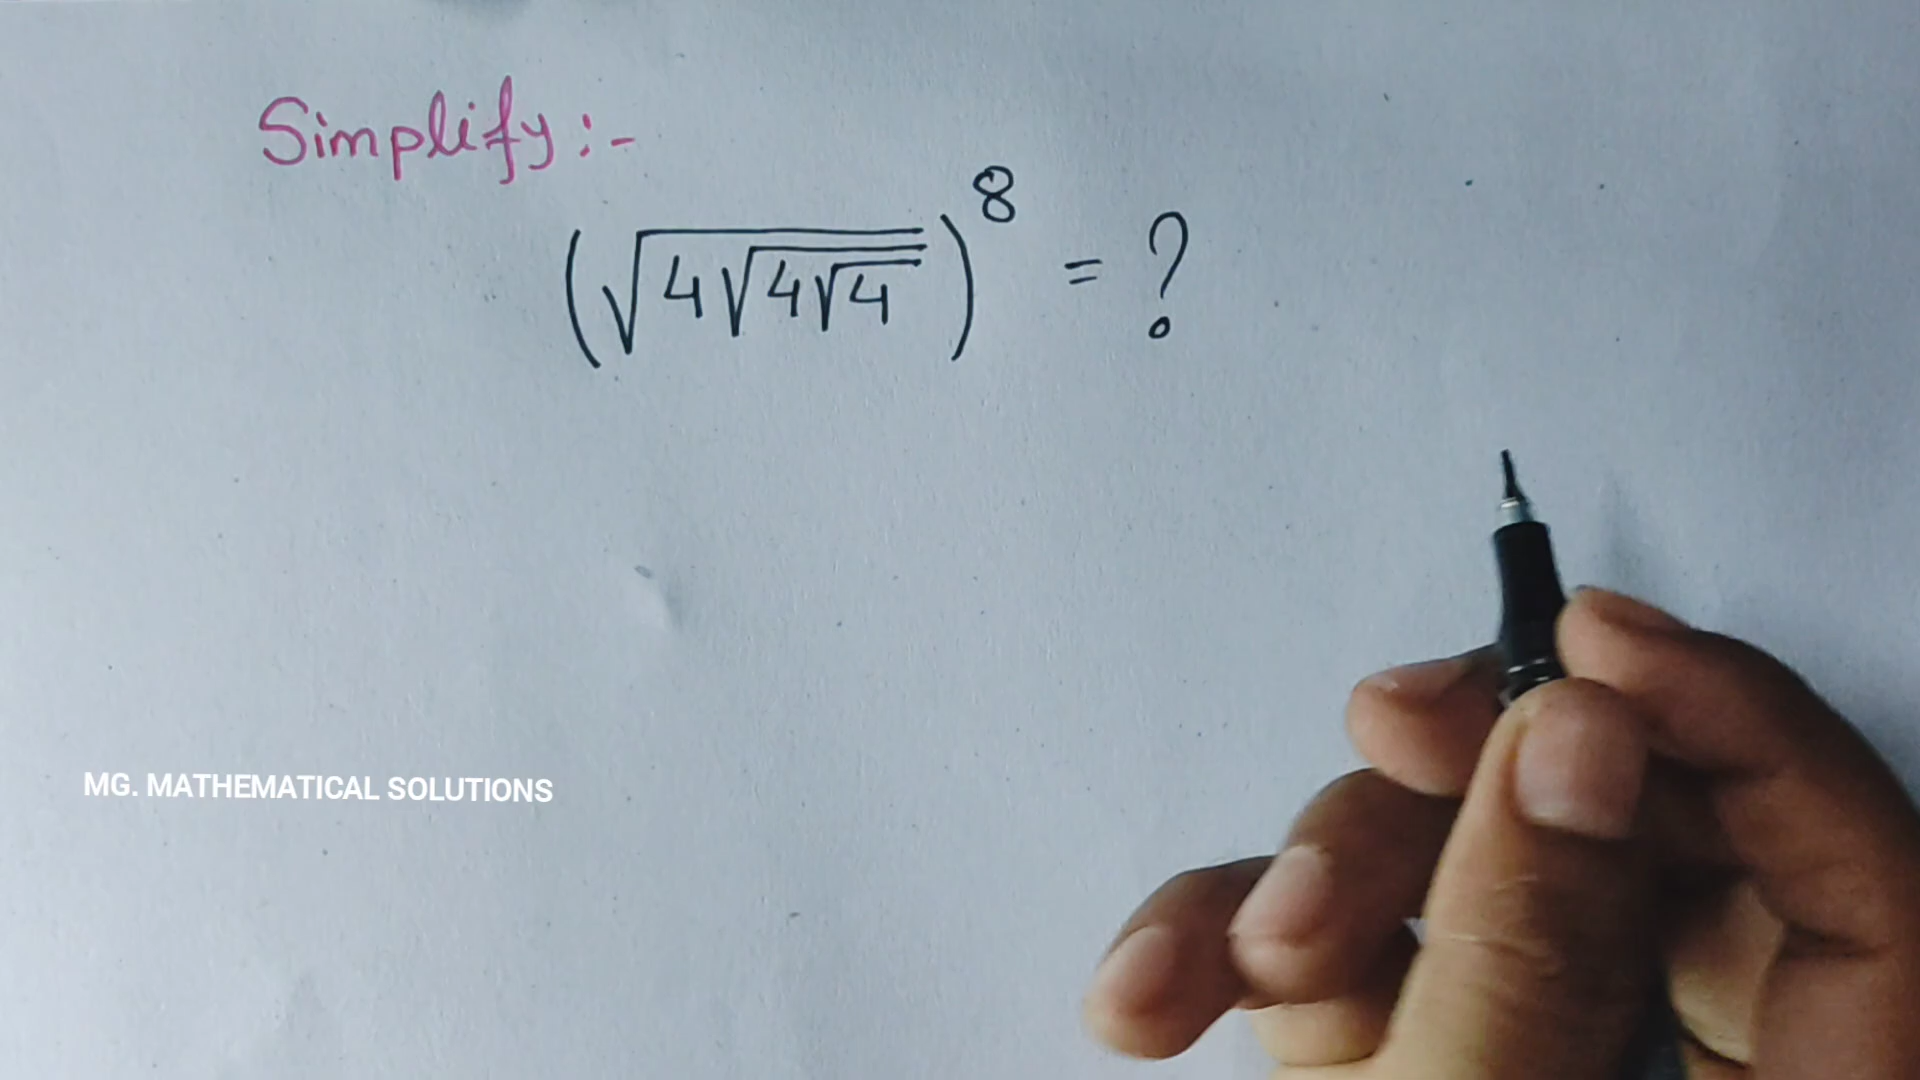 Simplify:-
(√4√4√4)⁸ = ?
MG. MATHEMATICAL SOLUTIONS